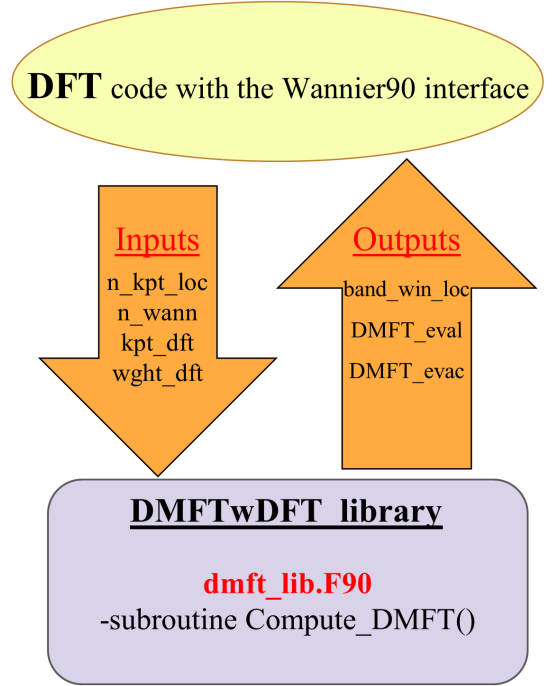 DFT code with the Wannier90 interface
Inputs
n_kpt_loc
n_wann
kpt_dft
wght_dft
Outputs
band_win_loc
DMFT_eval
DMFT_evac
DMFTwDFT_library
dmft_lib.F90
-subroutine Compute_DMFT()